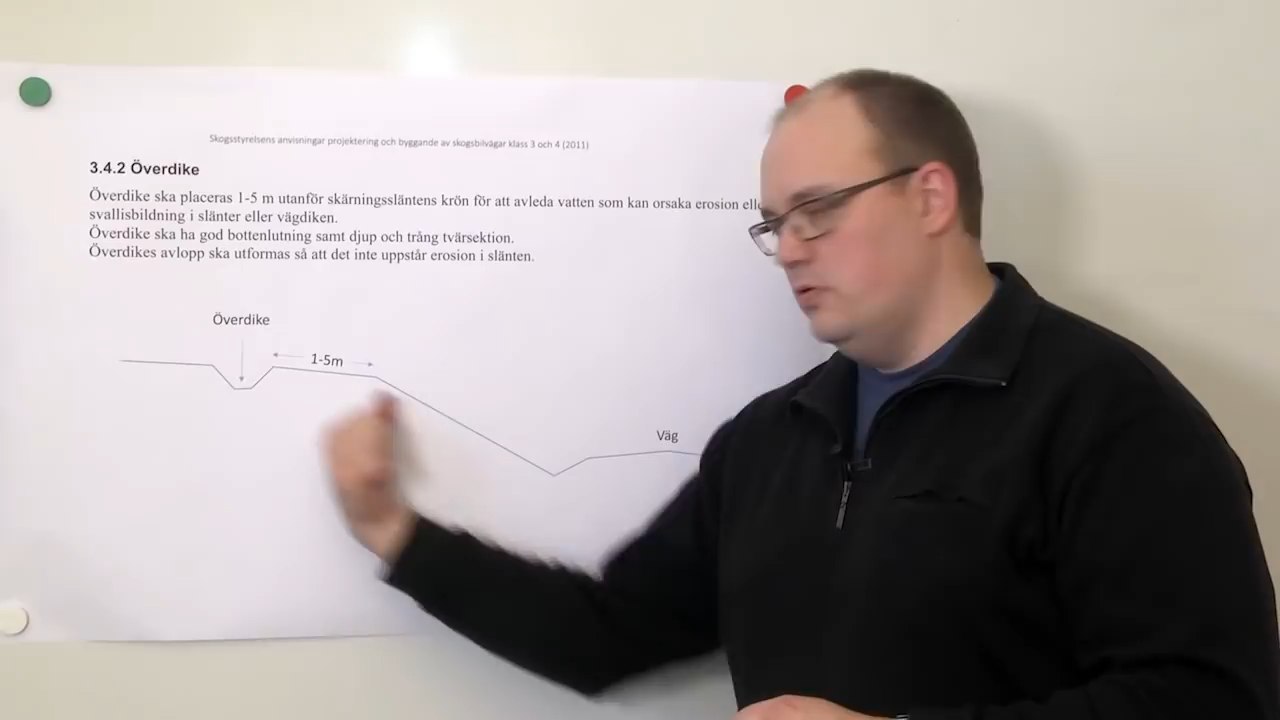 Skogsstyrelsens anvisningar projektering och byggande av skogsbilvägar klass 3 och 4 (2011)
3.4.2 Överdike
Överdike ska placeras 1-5 m utanför skärningssläntens krön för att avleda vatten som kan orsaka erosion
svallisbildning i slänter eller vägdiken.
Överdike ska ha god bottenlutning samt djup och trång tvärsektion.
Överdikes avlopp ska utformas så att det inte uppstår erosion i slänten.
Överdike
1-5m
Väg